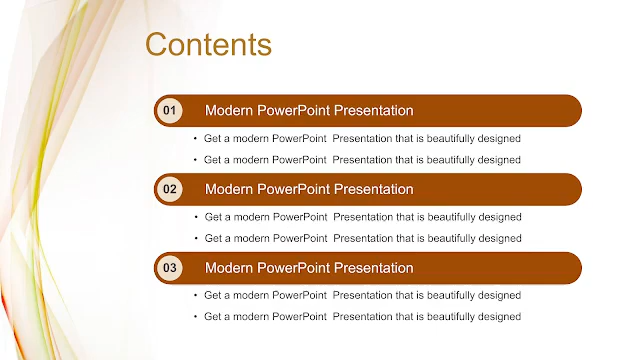 Contents
01 Modern PowerPoint Presentation
• Get a modern PowerPoint  Presentation that is beautifully designed
• Get a modern PowerPoint  Presentation that is beautifully designed
02 Modern PowerPoint Presentation
• Get a modern PowerPoint  Presentation that is beautifully designed
• Get a modern PowerPoint  Presentation that is beautifully designed
03 Modern PowerPoint Presentation
• Get a modern PowerPoint  Presentation that is beautifully designed
• Get a modern PowerPoint  Presentation that is beautifully designed